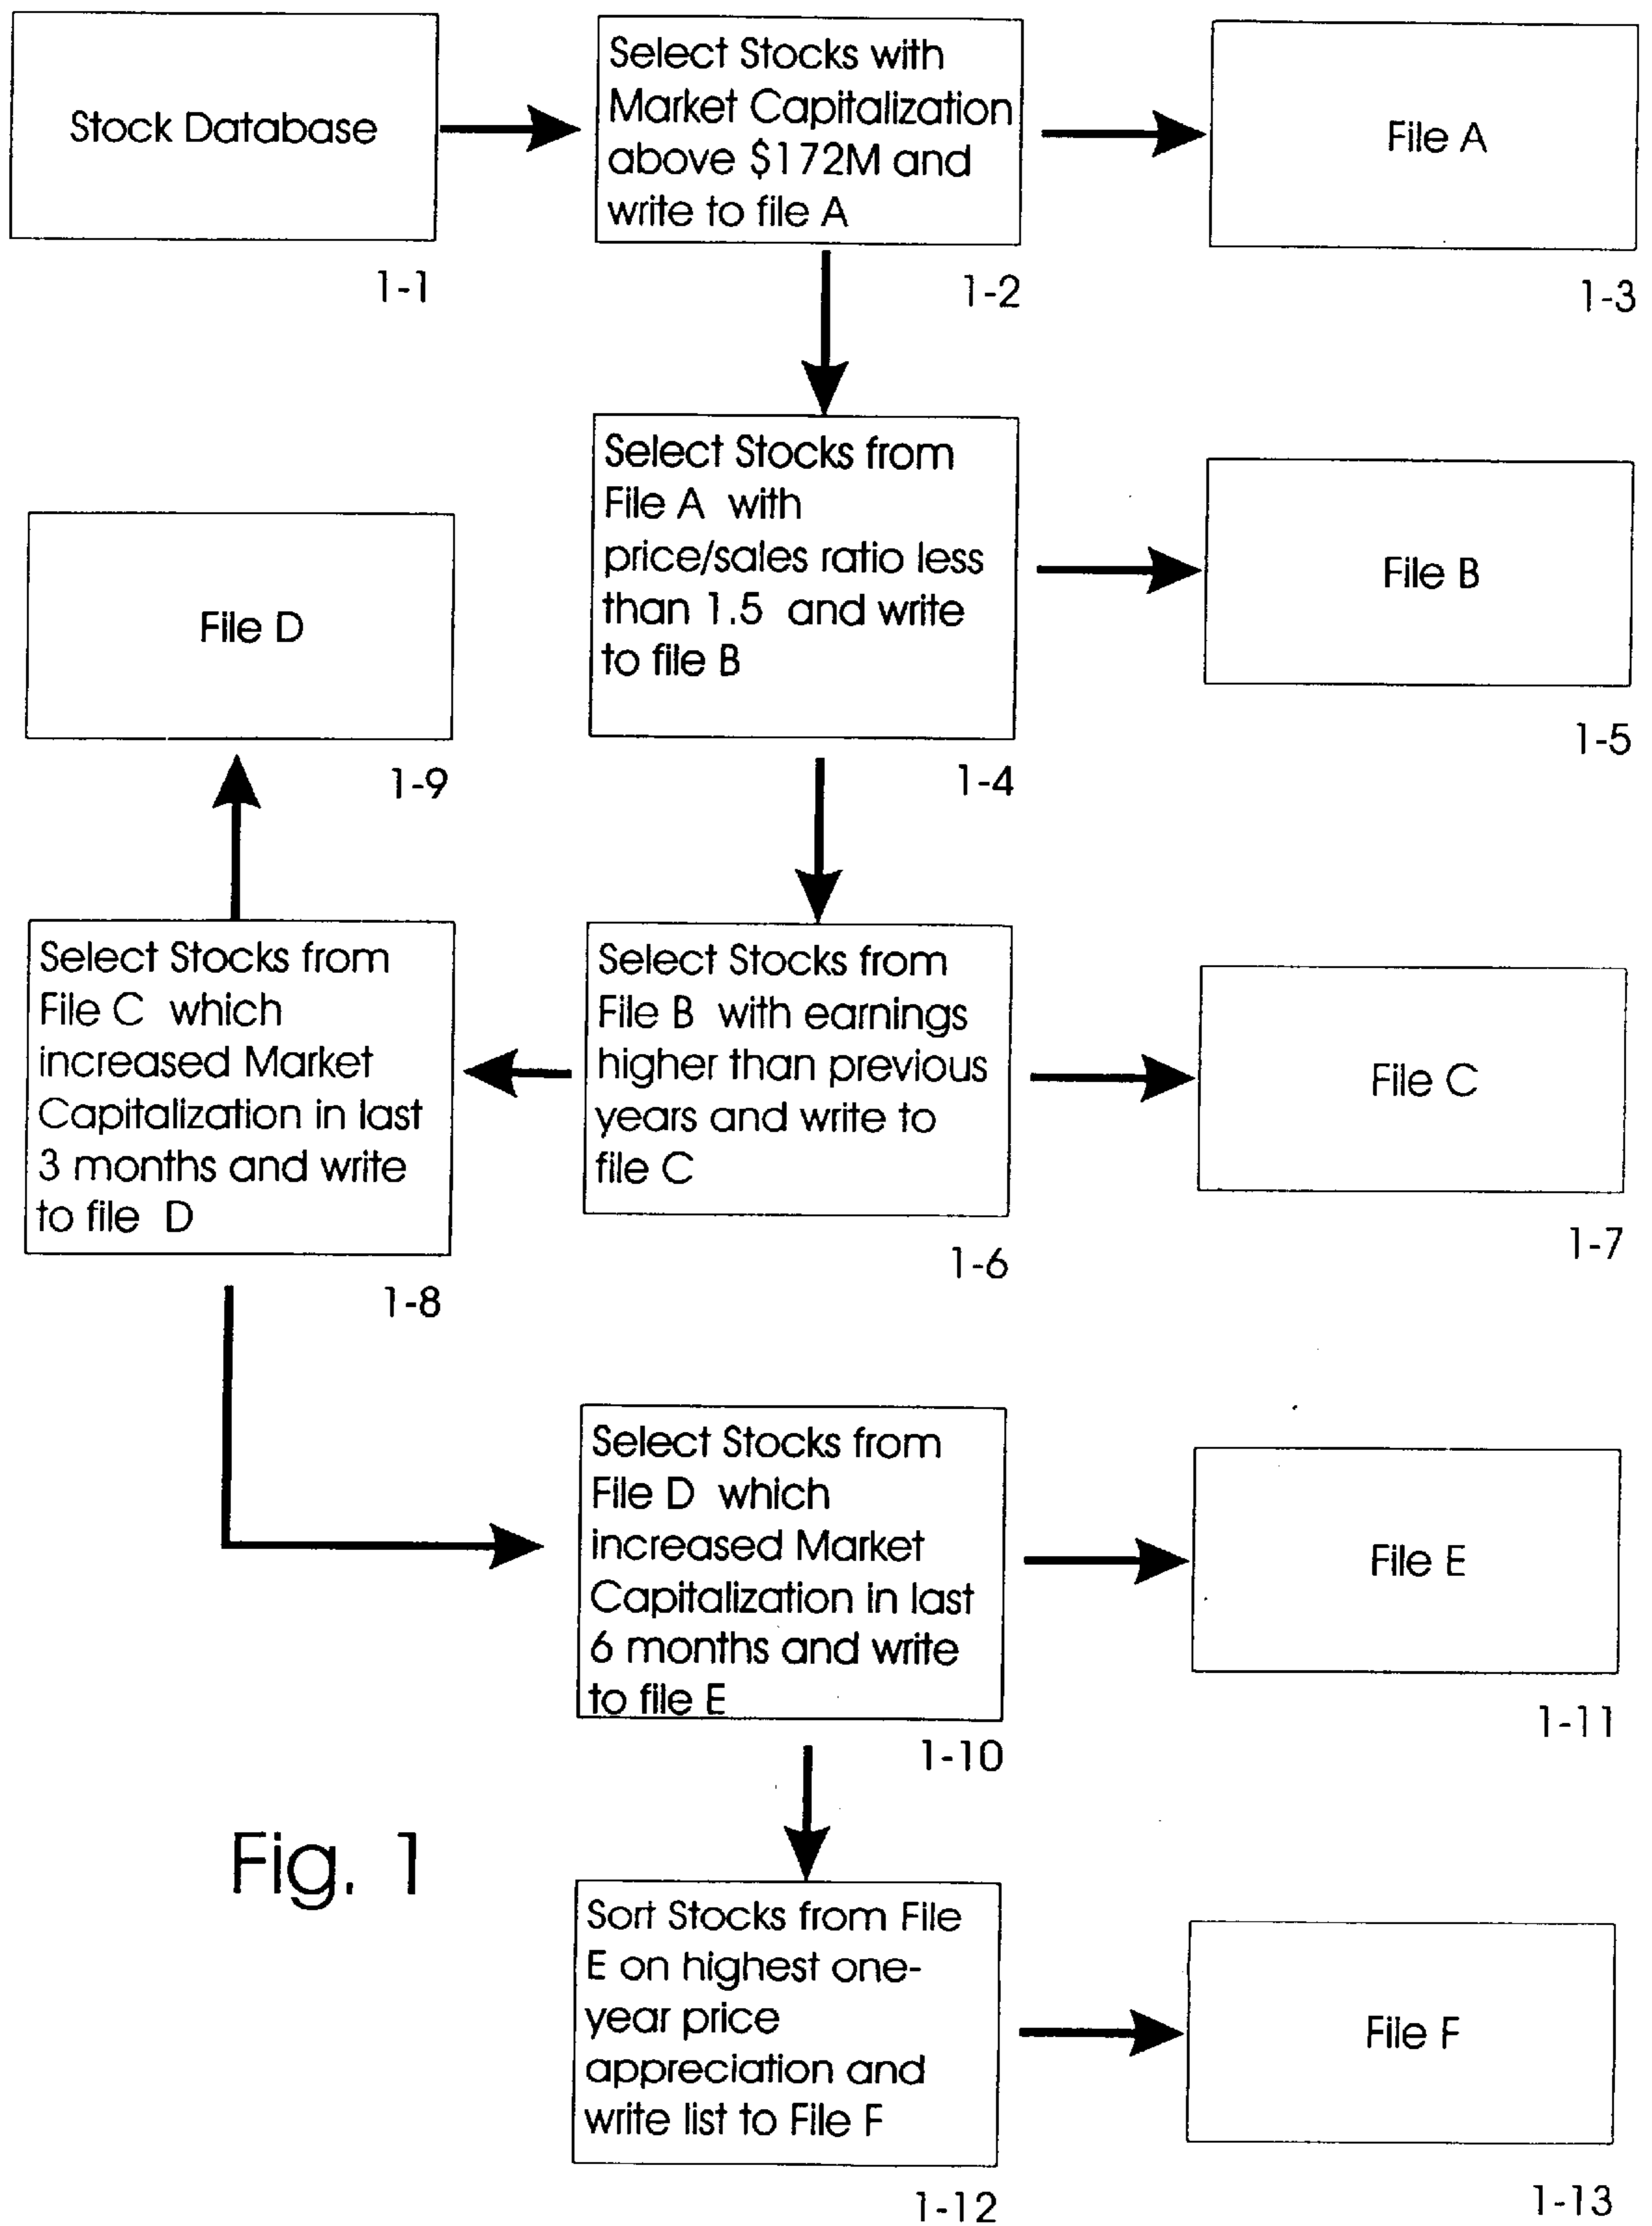 Stock Database
1-1
Select Stocks with
Market Capitalization
above $172M and
write to file A
1-2
File A
1-3
Select Stocks from
File A with
price/sales ratio less
than 1.5 and write
to file B
1-4
File B
1-5
File D
1-9
Select Stocks from
File C which
increased Market
Capitalization in last
3 months and write
to file D
1-8
Select Stocks from
File B with earnings
higher than previous
years and write to
file C
1-6
File C
1-7
Select Stocks from
File D which
increased Market
Capitalization in last
6 months and write
to file E
1-10
File E
1-11
Fig. 1
Sort Stocks from File
E on highest one-
year price
appreciation and
write list to File F
1-12
File F
1-13